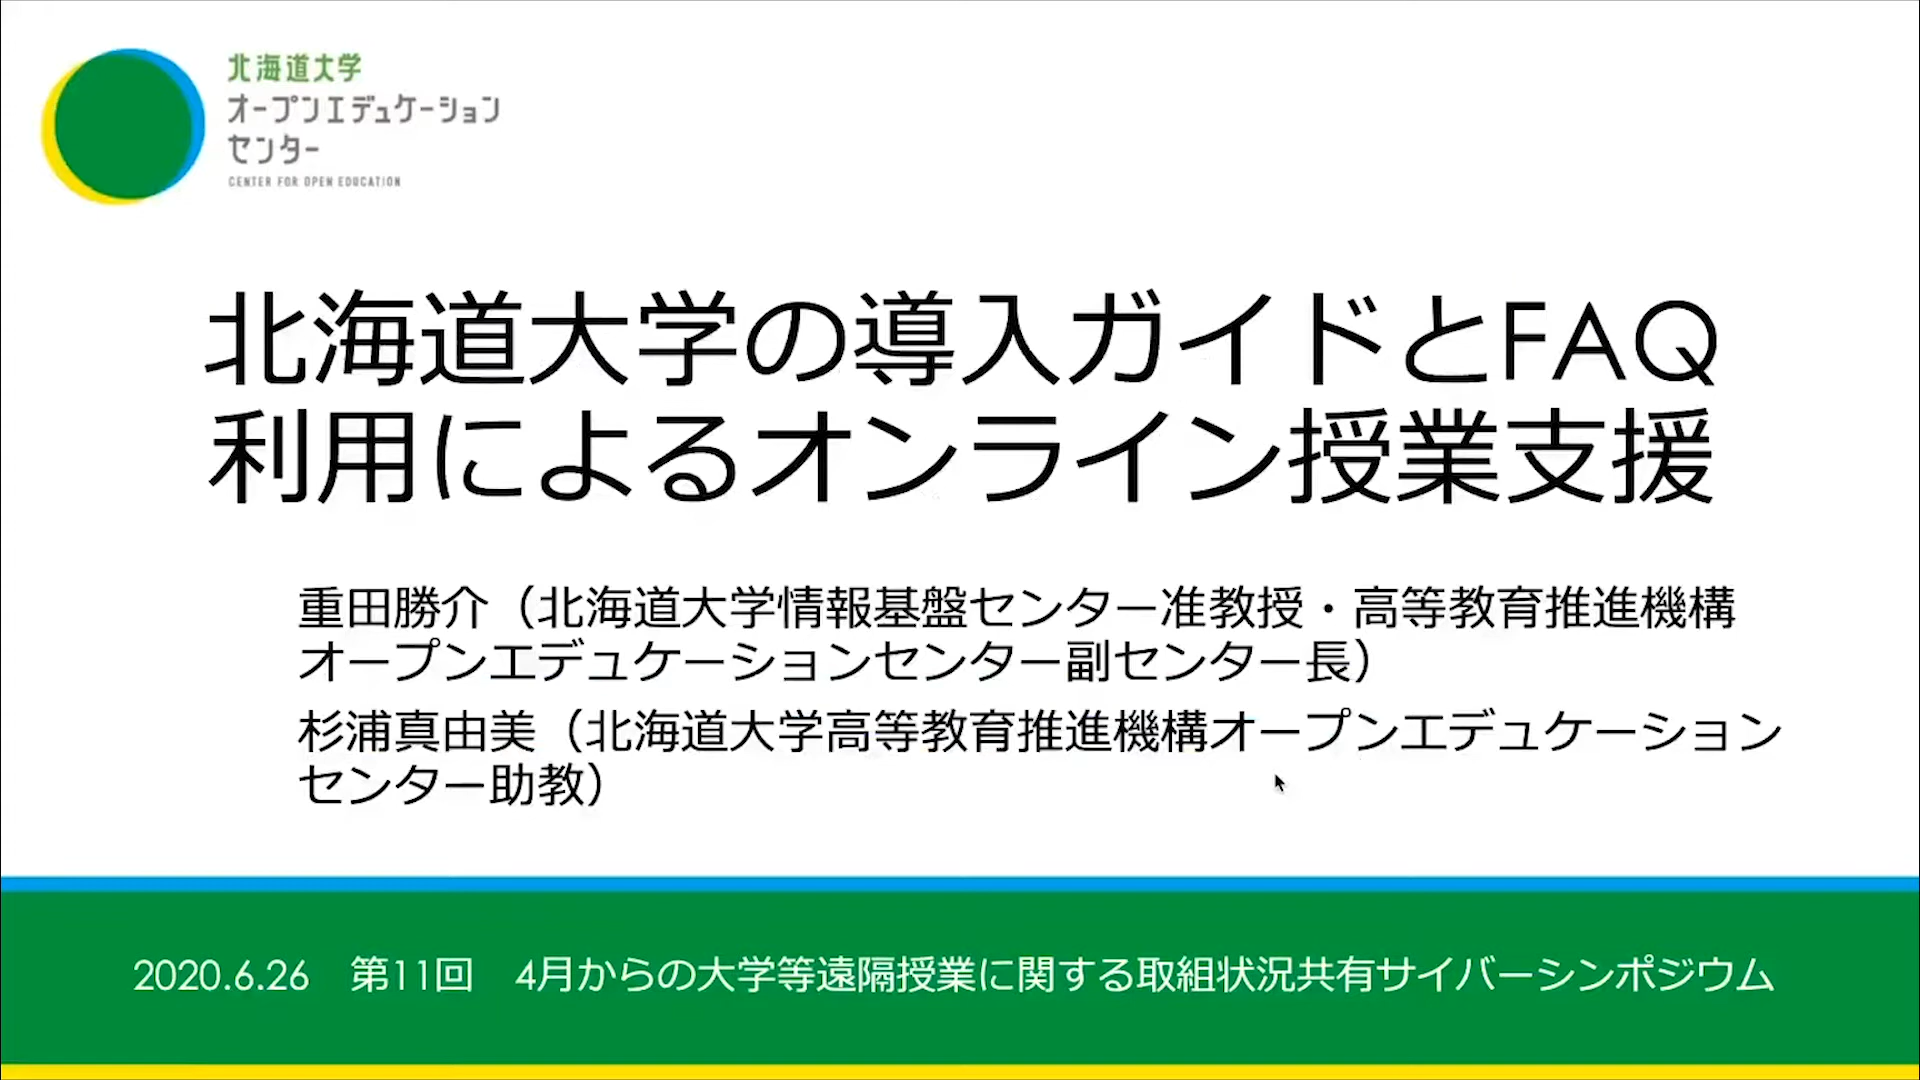 北海道大学
オープンエデュケーション
センター
CENTER FOR OPEN EDUCATION
北海道大学の導入ガイドとFAQ
利用によるオンライン授業支援
重田勝介（北海道大学情報基盤センター准教授・高等教育推進機構
オープンエデュケーションセンター副センター長）
杉浦真由美（北海道大学高等教育推進機構オープンエデュケーション
センター助教）
2020.6.26　第11回　4月からの大学等遠隔授業に関する取組状況共有サイバーシンポジウム